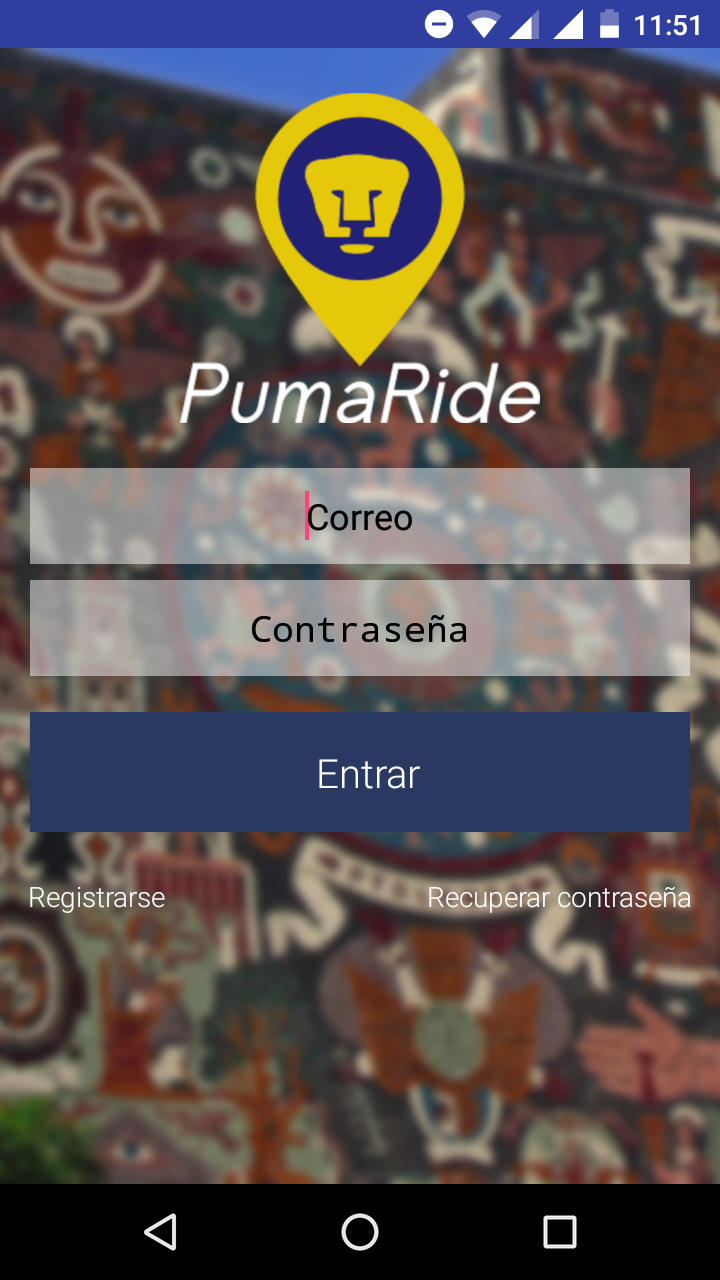 11:51
PumaRide
Correo
Contraseña
Entrar
Registrarse
Recuperar contraseña